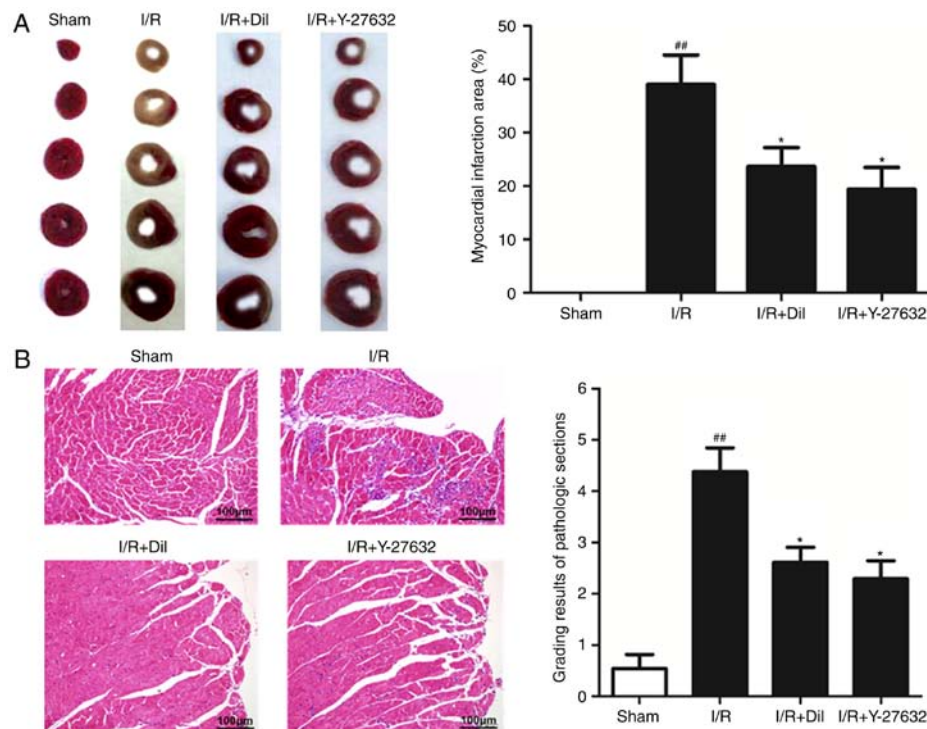 A
Sham
I/R
I/R+Dil
I/R+Y-27632
Myocardial infarction area (%)
50
40
30
20
10
0
##
*
*
Sham
I/R
I/R+Dil
I/R+Y-27632
B
Sham
I/R
100μm
100μm
I/R+Dil
I/R+Y-27632
100μm
100μm
Grading results of pathologic sections
6
5
4
3
2
1
0
##
*
*
Sham
I/R
I/R+Dil
I/R+Y-27632